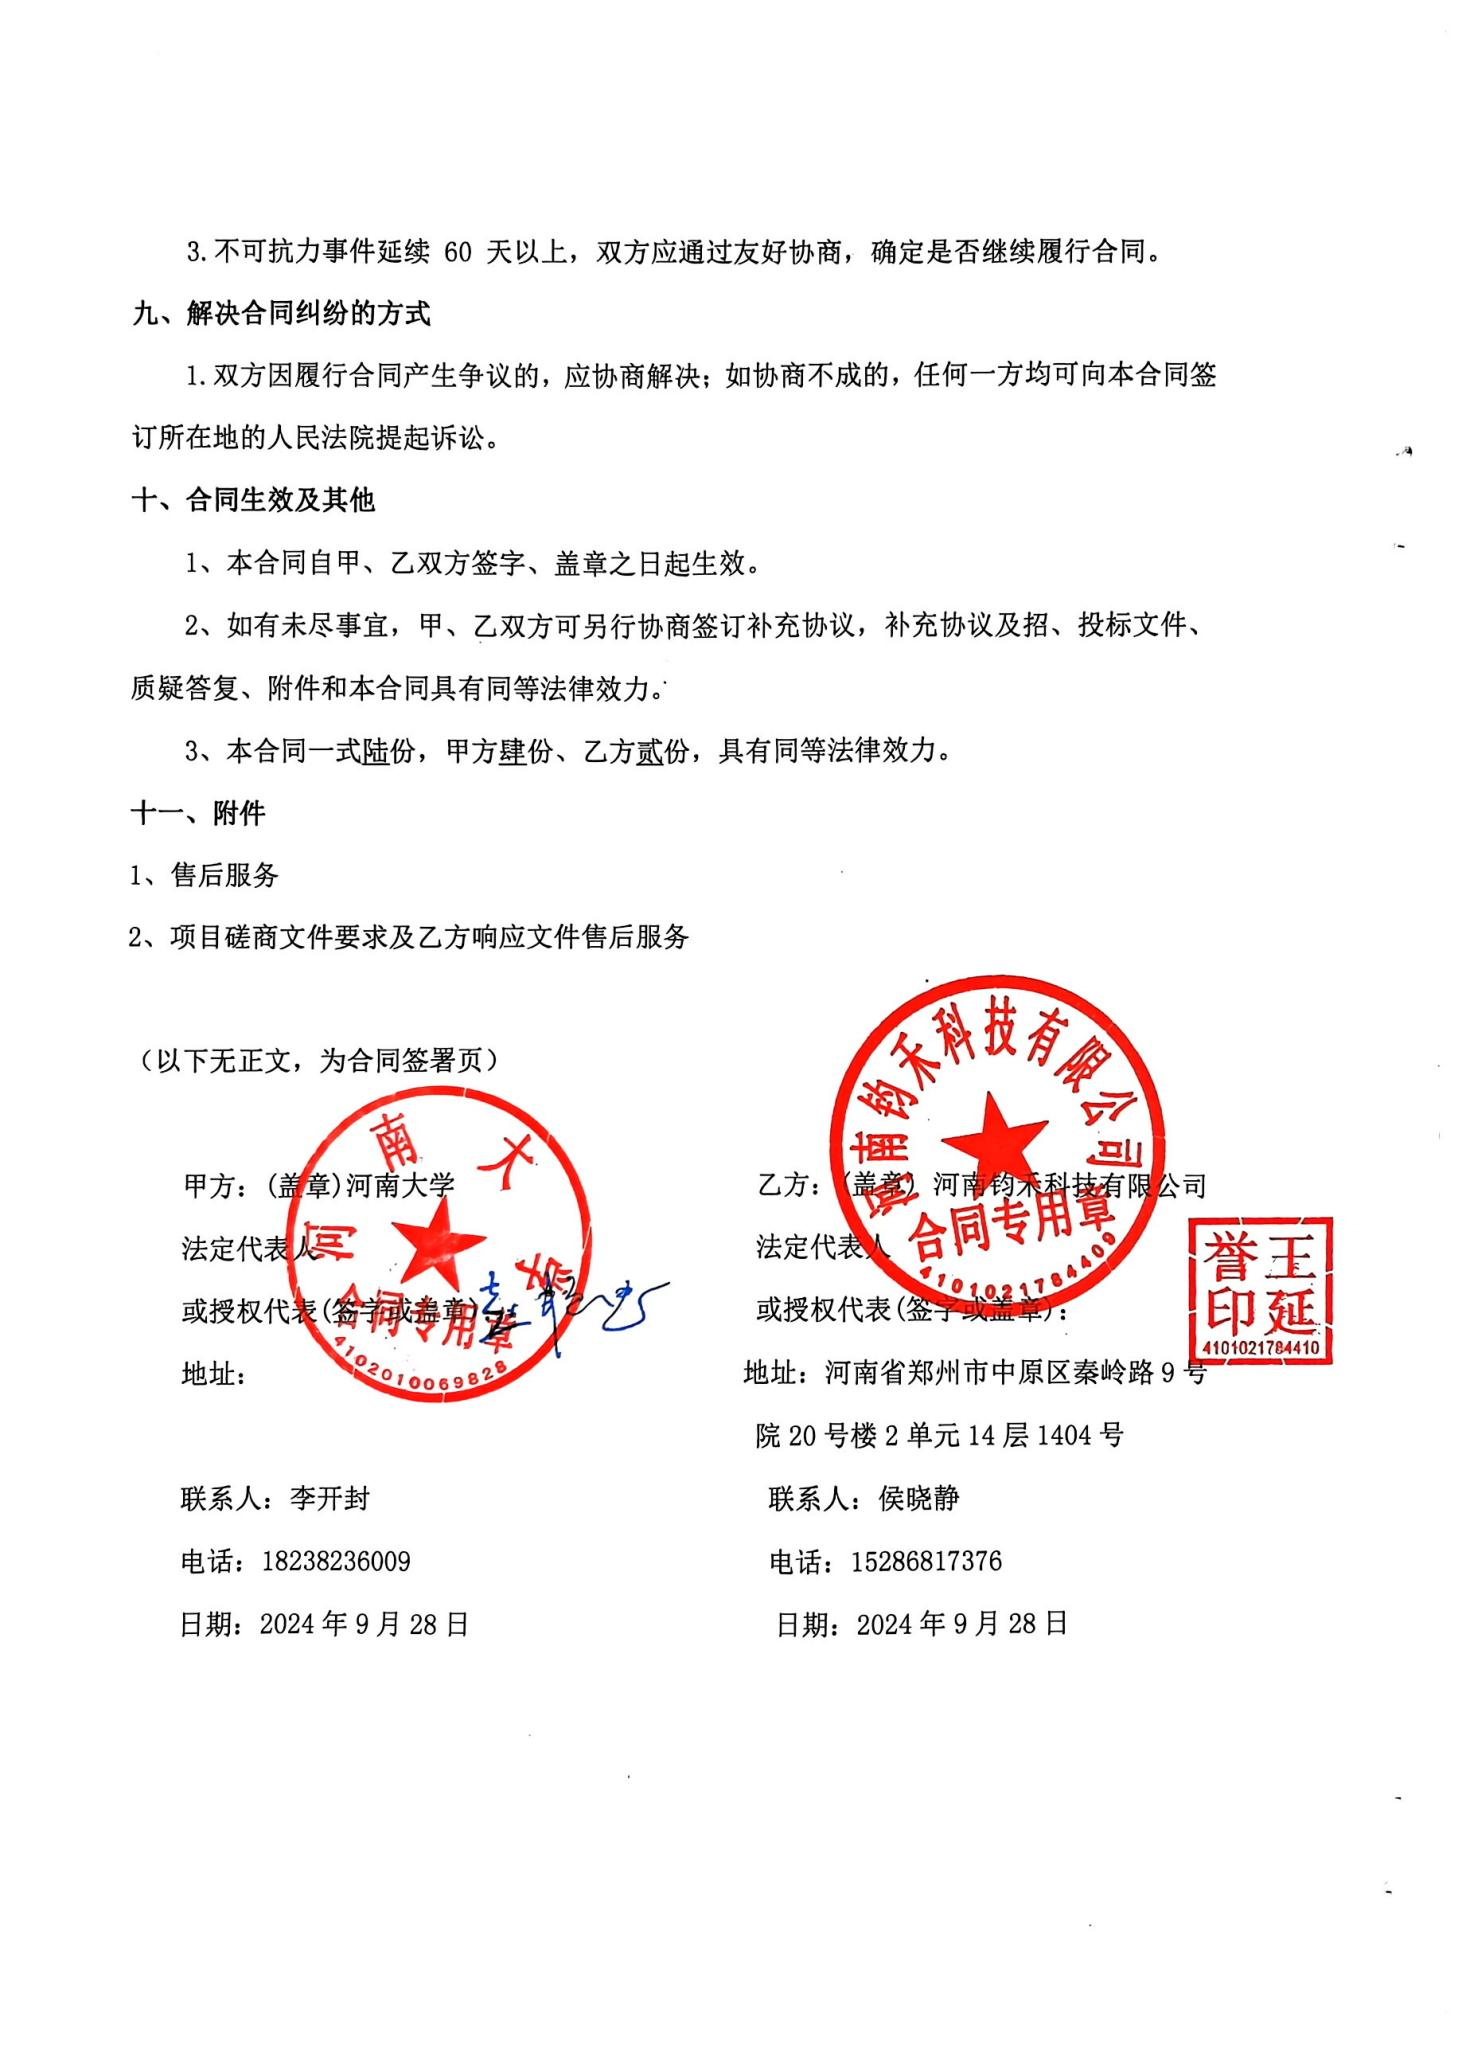 3.不可抗力事件延续 60 天以上，双方应通过友好协商，确定是否继续履行合同。
九、解决合同纠纷的方式
1.双方因履行合同产生争议的，应协商解决；如协商不成的，任何一方均可向本合同签
订所在地的人民法院提起诉讼。
十、合同生效及其他
1、本合同自甲、乙双方签字、盖章之日起生效。
2、如有未尽事宜，甲、乙双方可另行协商签订补充协议，补充协议及招、投标文件、
质疑答复、附件和本合同具有同等法律效力。
3、本合同一式陆份，甲方肆份、乙方贰份，具有同等法律效力。
十一、附件
1、售后服务
2、项目磋商文件要求及乙方响应文件售后服务
（以下无正文，为合同签署页）
甲方：(盖章)河南大学
法定代表人
或授权代表(签字或盖章)：
地址：
联系人：李开封
电话：18238236009
日期：2024 年 9 月 28 日
河南大学
合同专用章
4102010069828
乙方：(盖章) 河南钧禾科技有限公司
法定代表人
或授权代表(签字或盖章)：
地址：河南省郑州市中原区秦岭路 9 号
院 20 号楼 2 单元 14 层 1404 号
联系人：侯晓静
电话：15286817376
日期：2024 年 9 月 28 日
河南钧禾科技有限公司
合同专用章
4101021784409
王延
誉印
4101021784410